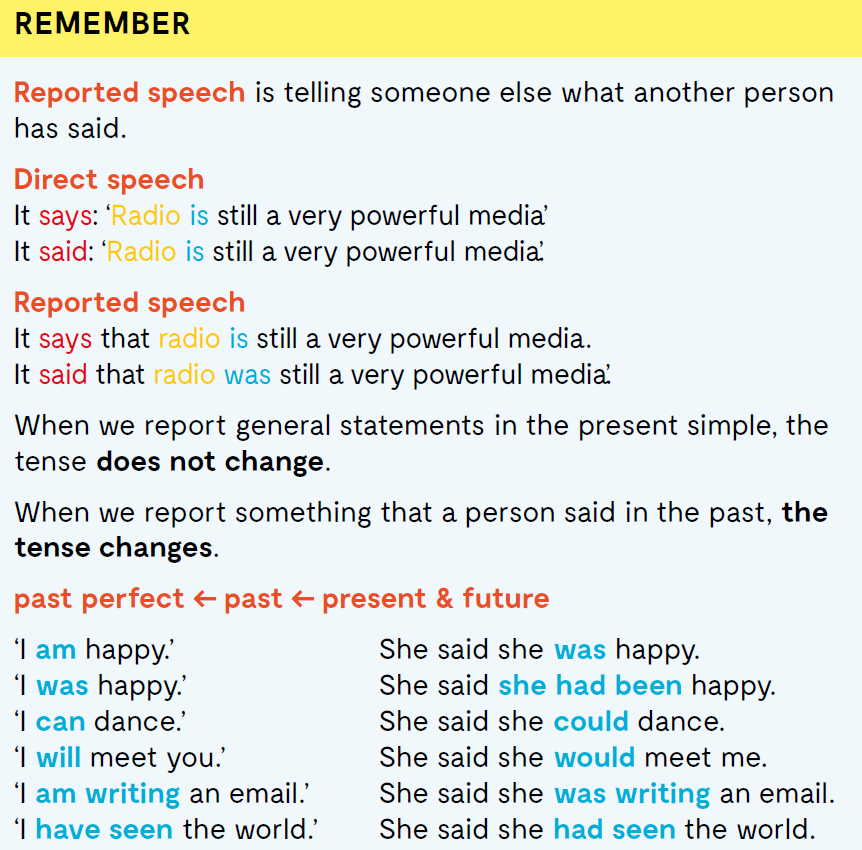 REMEMBER
Reported speech is telling someone else what another person
has said.
Direct speech
It says: ‘Radio is still a very powerful media’
It said: ‘Radio is still a very powerful media’.
Reported speech
It says that radio is still a very powerful media.
It said that radio was still a very powerful media’.
When we report general statements in the present simple, the
tense does not change.
When we report something that a person said in the past, the
tense changes.
past perfect ← past ← present & future
‘I am happy.’ She said she was happy.
‘I was happy.’ She said she had been happy.
‘I can dance.’ She said she could dance.
‘I will meet you.’ She said she would meet me.
‘I am writing an email.’ She said she was writing an email.
‘I have seen the world.’ She said she had seen the world.